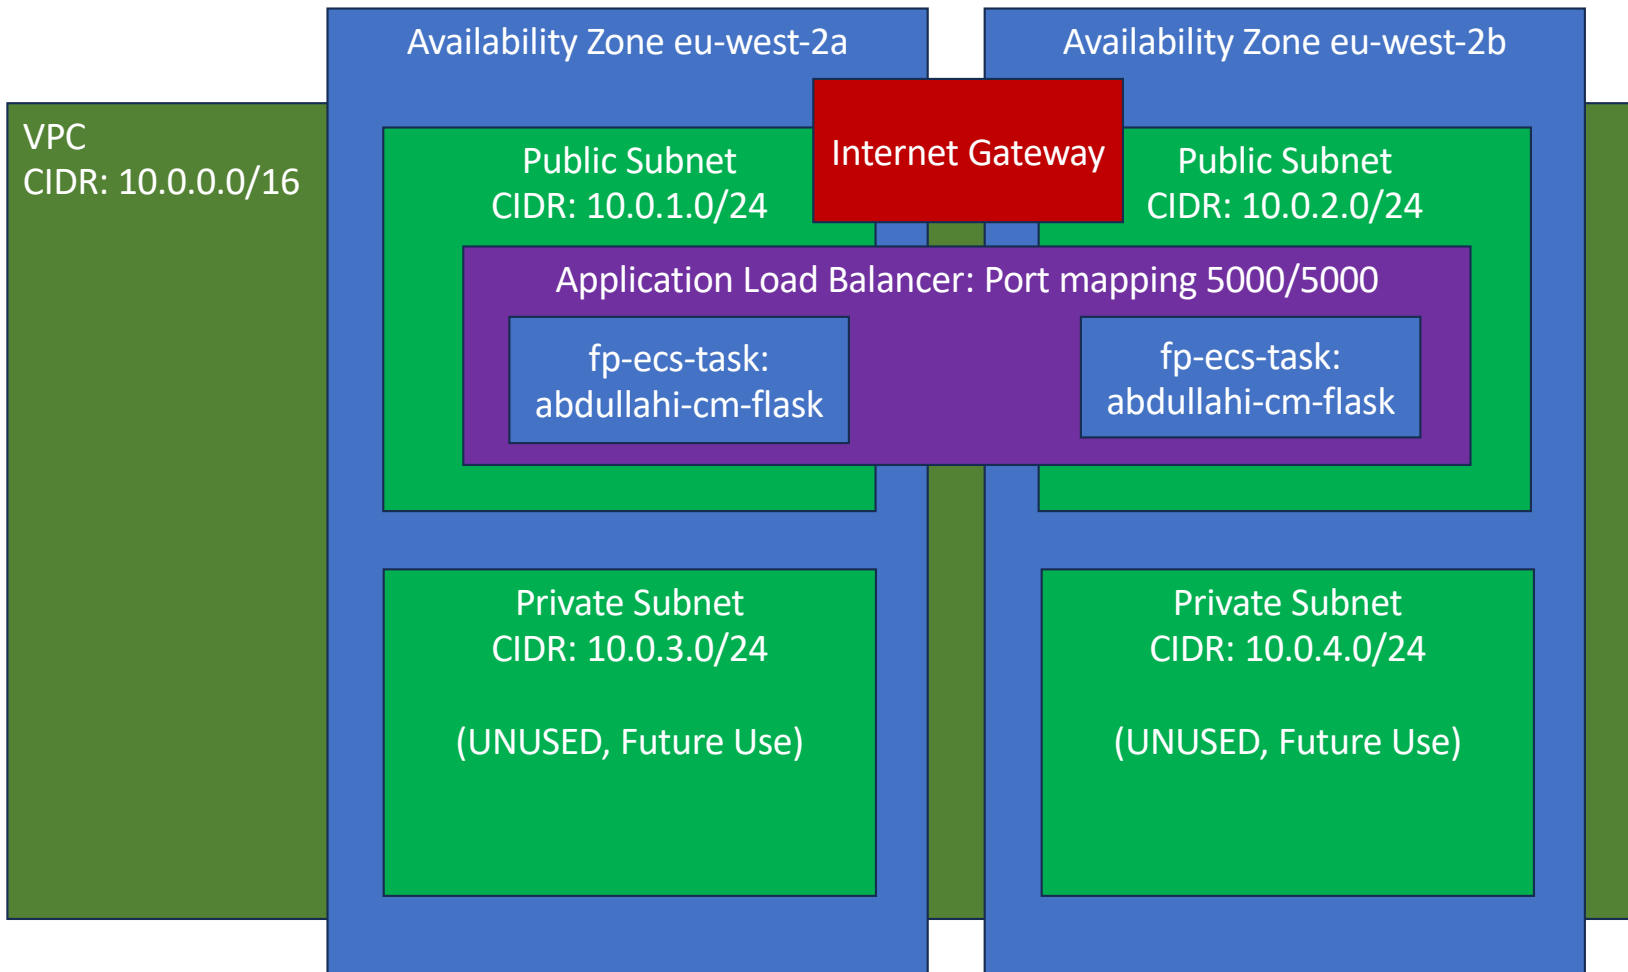 Availability Zone eu-west-2a
Availability Zone eu-west-2b
VPC
CIDR: 10.0.0.0/16
Internet Gateway
Public Subnet
CIDR: 10.0.1.0/24
Public Subnet
CIDR: 10.0.2.0/24
Application Load Balancer: Port mapping 5000/5000
fp-ecs-task:
abdullahi-cm-flask
fp-ecs-task:
abdullahi-cm-flask
Private Subnet
CIDR: 10.0.3.0/24
(UNUSED, Future Use)
Private Subnet
CIDR: 10.0.4.0/24
(UNUSED, Future Use)